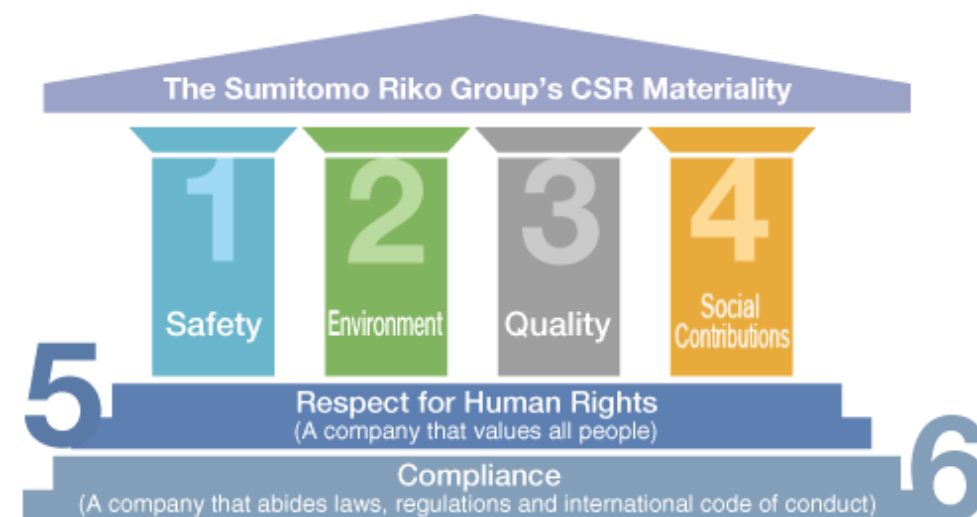 The Sumitomo Riko Group's CSR Materiality
1
2
3
4
Safety
Environment
Quality
Social
Contributions
5
Respect for Human Rights
(A company that values all people)
6
Compliance
(A company that abides laws, regulations and international code of conduct)